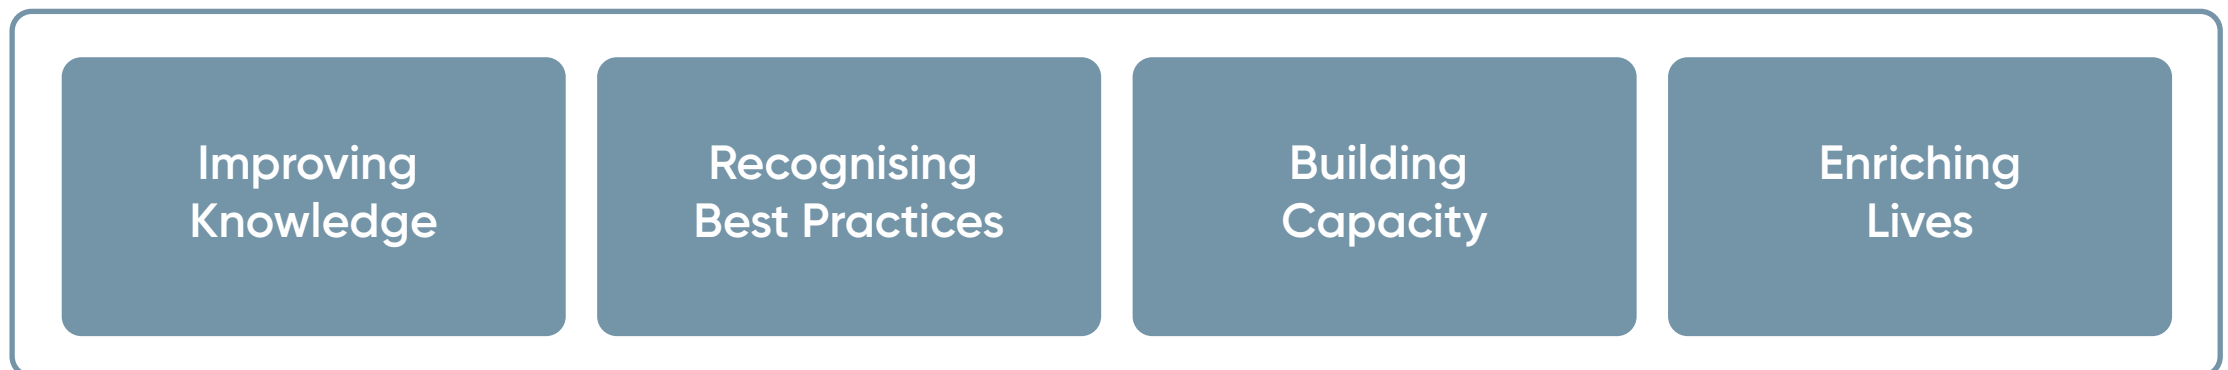 Improving
Knowledge
Recognising
Best Practices
Building
Capacity
Enriching
Lives